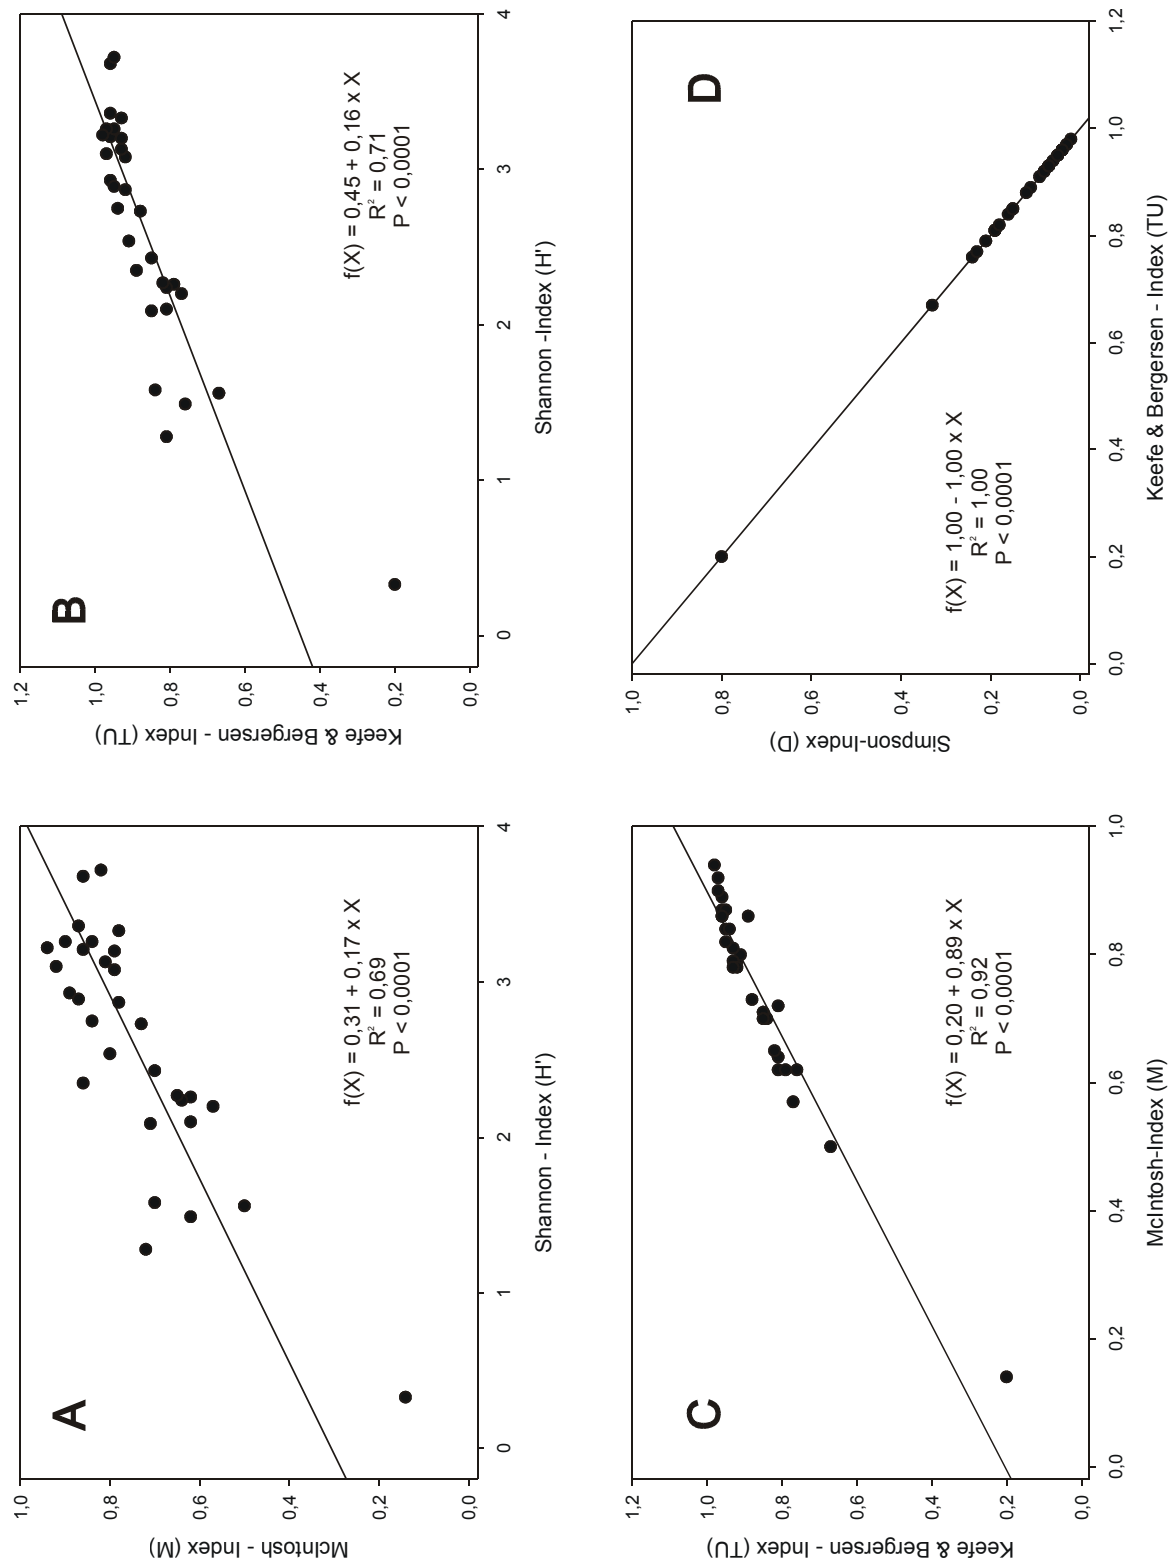 A
McIntosh - Index (M)
1,0
0,8
0,6
0,4
0,2
0,0
f(X) = 0,31 + 0,17 x X
R² = 0,69
P < 0,0001
0
1
2
3
4
Shannon - Index (H')
B
Keefe & Bergersen - Index (TU)
1,2
1,0
0,8
0,6
0,4
0,2
0,0
f(X) = 0,45 + 0,16 x X
R² = 0,71
P < 0,0001
0
1
2
3
4
Shannon -Index (H')
C
Keefe & Bergersen - Index (TU)
1,2
1,0
0,8
0,6
0,4
0,2
0,0
f(X) = 0,20 + 0,89 x X
R² = 0,92
P < 0,0001
0,0
0,2
0,4
0,6
0,8
1,0
McIntosh-Index (M)
D
Simpson-Index (D)
1,0
0,8
0,6
0,4
0,2
0,0
f(X) = 1,00 - 1,00 x X
R² = 1,00
P < 0,0001
0,0
0,2
0,4
0,6
0,8
1,0
1,2
Keefe & Bergersen - Index (TU)